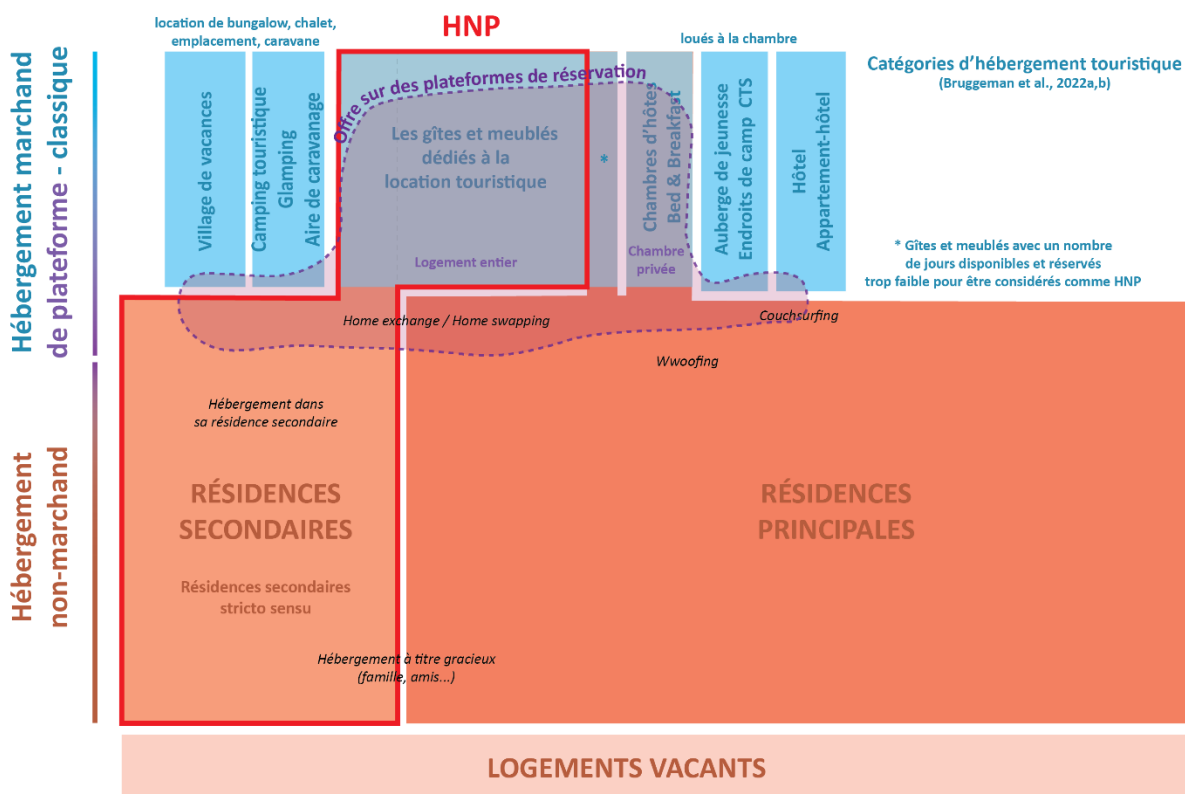 location de bungalow, chalet,
emplacement, caravane
HNP
loués à la chambre
Hébergement marchand
de plateforme - classique
Hébergement
non-marchand
Catégories d'hébergement touristique
(Bruggeman et al., 2022a,b)
Village de vacances
Camping touristique
Glamping
Aire de caravanage
Offre sur des plateformes de réservation
Les gîtes et meublés
dédiés à la
location touristique
*
Chambres d'hôtes
Bed & Breakfast
Auberge de jeunesse
Endroits de camp CTS
Hôtel
Appartement-hôtel
Logement entier
Chambre
privée
* Gîtes et meublés avec un nombre
de jours disponibles et réservés
trop faible pour être considérés comme HNP
Home exchange / Home swapping
Couchsurfing
Wwoofing
Hébergement dans
sa résidence secondaire
RÉSIDENCES
SECONDAIRES
RÉSIDENCES
PRINCIPALES
Résidences secondaires
stricto sensu
Hébergement à titre gracieux
(famille, amis...)
LOGEMENTS VACANTS